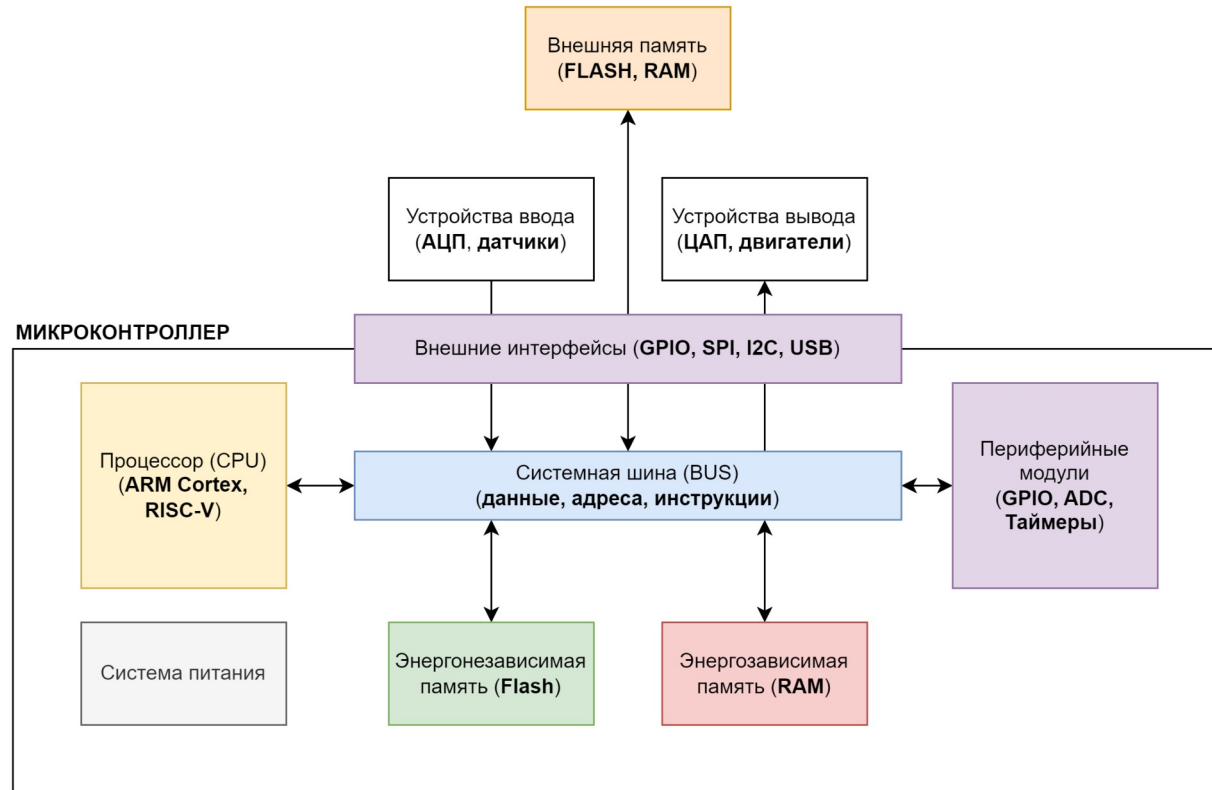 Внешняя память
(FLASH, RAM)
Устройства ввода
(АЦП, датчики)
Устройства вывода
(ЦАП, двигатели)
МИКРОКОНТРОЛЛЕР
Внешние интерфейсы (GPIO, SPI, I2C, USB)
Процессор (CPU)
(ARM Cortex,
RISC-V)
Системная шина (BUS)
(данные, адреса, инструкции)
Периферийные
модули
(GPIO, ADC,
Таймеры)
Система питания
Энергонезависимая
память (Flash)
Энергозависимая
память (RAM)